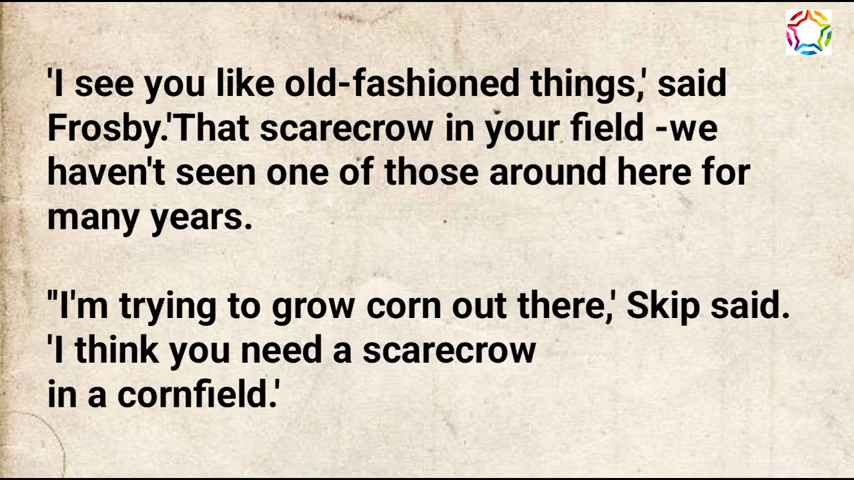 'I see you like old-fashioned things,' said
Frosby.'That scarecrow in your field -we
haven't seen one of those around here for
many years.
"I'm trying to grow corn out there,' Skip said.
'I think you need a scarecrow
in a cornfield.'